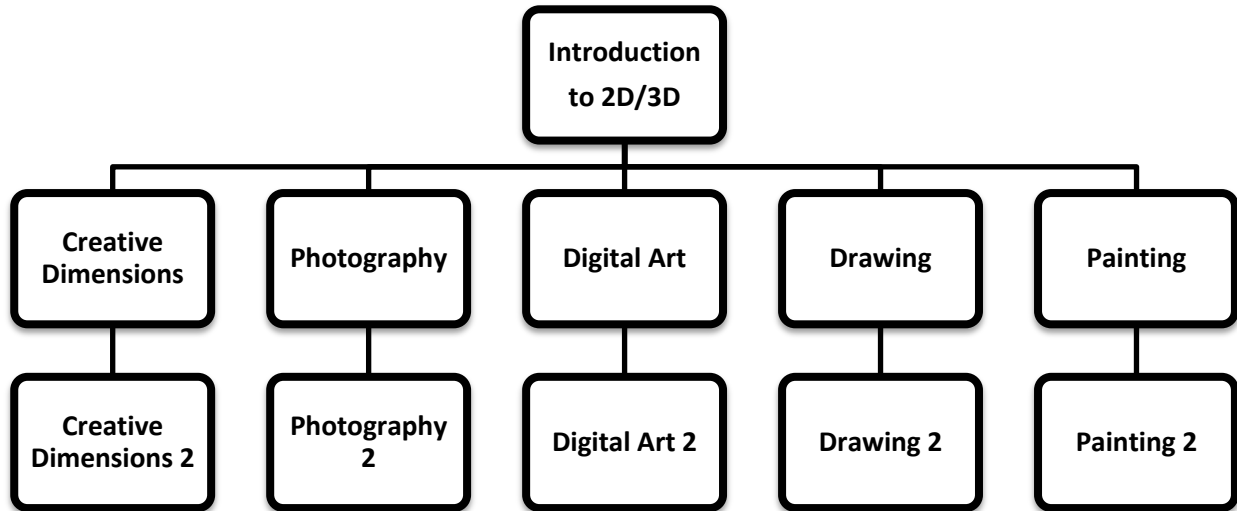 Introduction
to 2D/3D
Creative
Dimensions
Photography
Digital Art
Drawing
Painting
Creative
Dimensions 2
Photography
2
Digital Art 2
Drawing 2
Painting 2